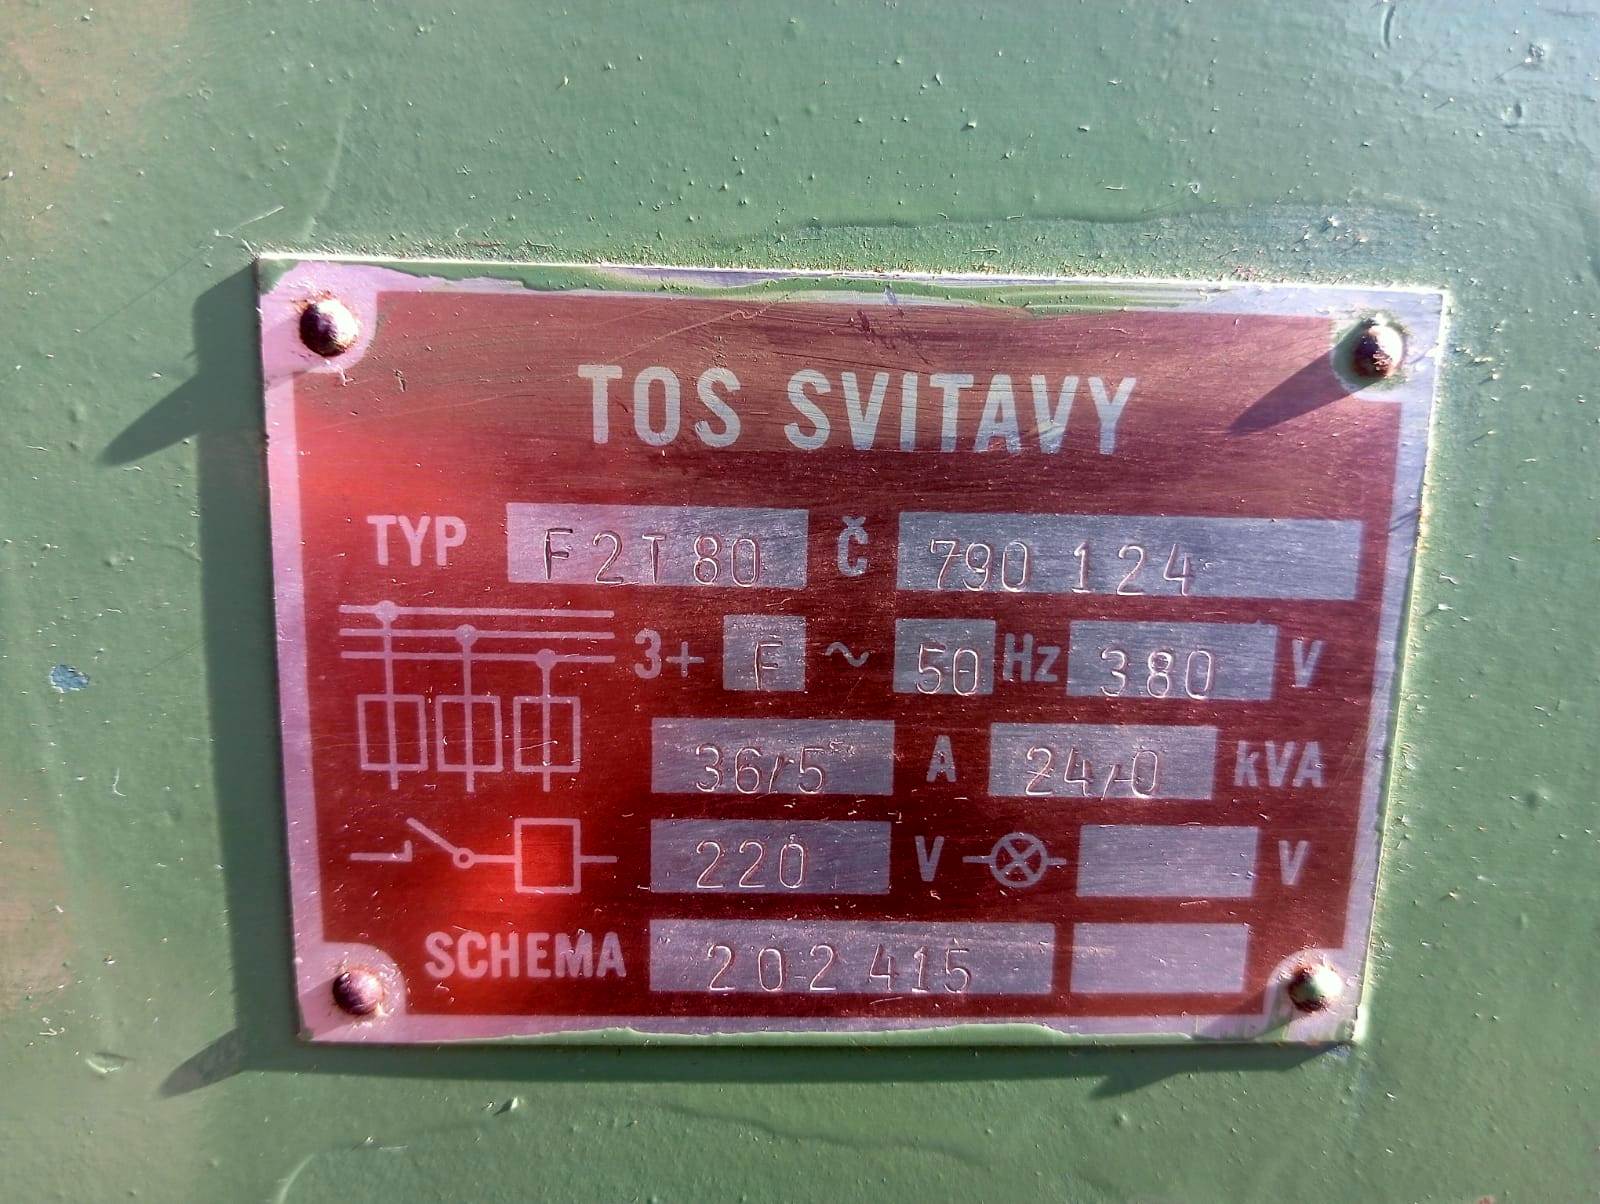 TOS SVITAVY
TYP F2T80 Č 790 124
3+ F ~ 50 Hz 380 V
36/5 A 24,0 kVA
220 V V
SCHEMA 202 415